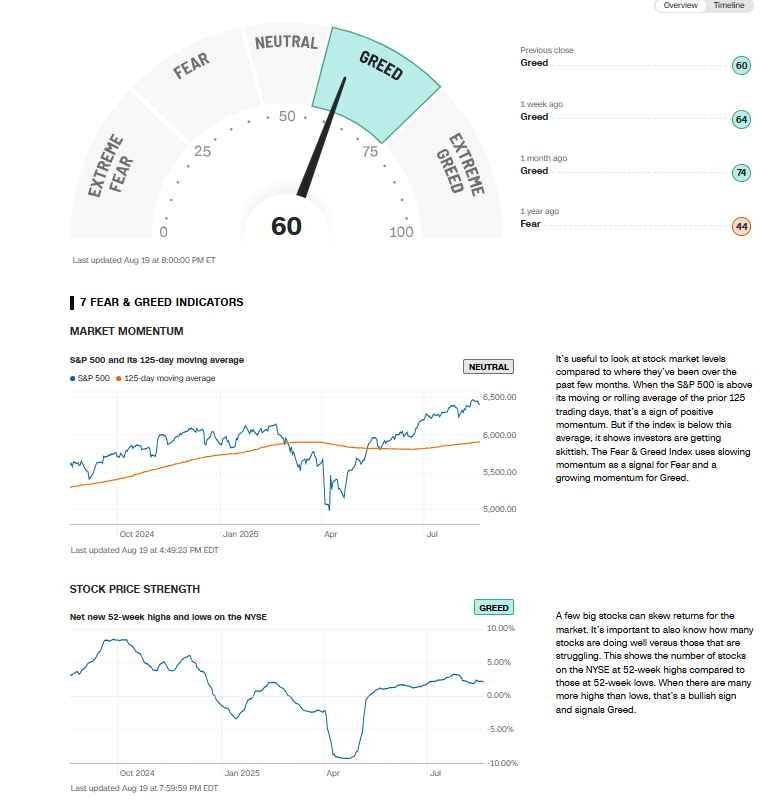 Overview Timeline
EXTREME
FEAR
FEAR
NEUTRAL
GREED
EXTREME
GREED
0
25
50
75
100
60
Last updated Aug 19 at 8:00:00 PM ET
Previous close
Greed 60
1 week ago
Greed 64
1 month ago
Greed 74
1 year ago
Fear 44
7 FEAR & GREED INDICATORS
MARKET MOMENTUM
S&P 500 and its 125-day moving average
NEUTRAL
S&P 500 125-day moving average
6,500.00
6,000.00
5,500.00
5,000.00
Oct 2024 Jan 2025 Apr Jul
Last updated Aug 19 at 4:49:23 PM EDT
It's useful to look at stock market levels
compared to where they've been over the
past few months. When the S&P 500 is above
its moving or rolling average of the prior 125
trading days, that's a sign of positive
momentum. But if the index is below this
average, it shows investors are getting
skittish. The Fear & Greed Index uses slowing
momentum as a signal for Fear and a
growing momentum for Greed.
STOCK PRICE STRENGTH
GREED
Net new 52-week highs and lows on the NYSE
10.00%
5.00%
0.00%
-5.00%
-10.00%
Oct 2024 Jan 2025 Apr Jul
Last updated Aug 19 at 7:59:59 PM EDT
A few big stocks can skew returns for the
market. It's important to also know how many
stocks are doing well versus those that are
struggling. This shows the number of stocks
on the NYSE at 52-week highs compared to
those at 52-week lows. When there are many
more highs than lows, that's a bullish sign
and signals Greed.